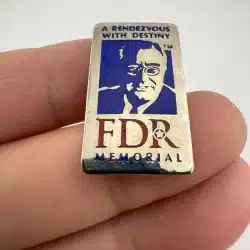 A RENDEZVOUS
WITH DESTINY
TM
FDR
MEMORIAL